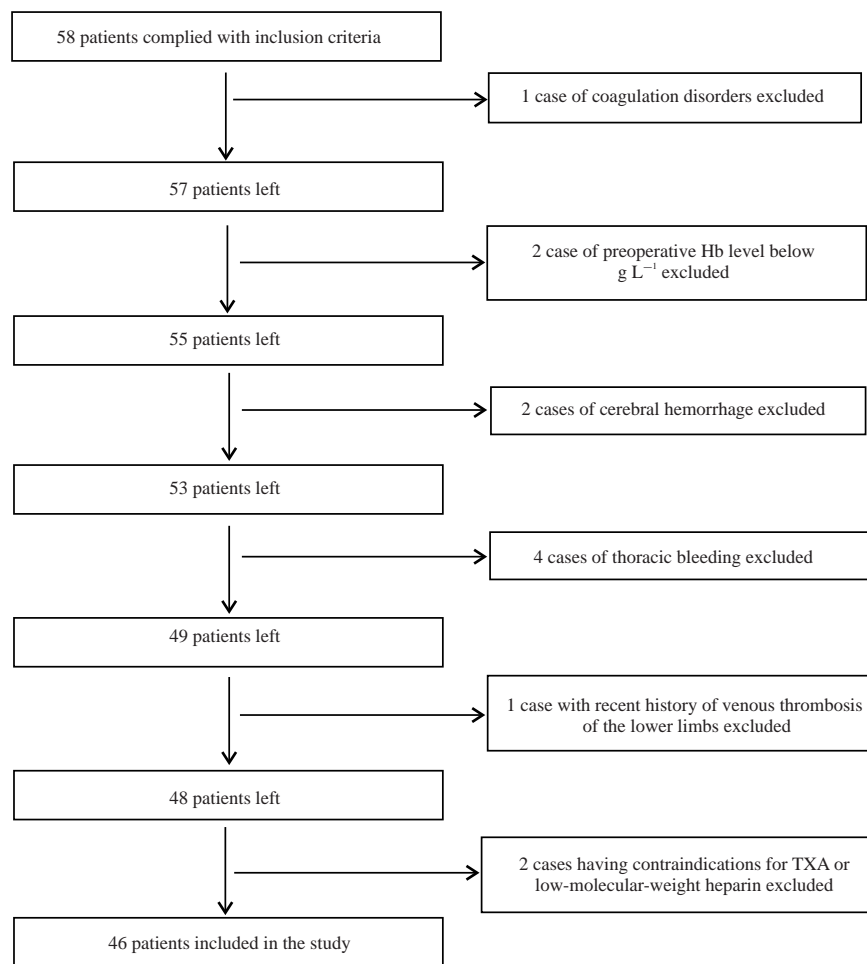 58 patients complied with inclusion criteria
1 case of coagulation disorders excluded
57 patients left
2 case of preoperative Hb level below
g L⁻¹ excluded
55 patients left
2 cases of cerebral hemorrhage excluded
53 patients left
4 cases of thoracic bleeding excluded
49 patients left
1 case with recent history of venous thrombosis
of the lower limbs excluded
48 patients left
2 cases having contraindications for TXA or
low-molecular-weight heparin excluded
46 patients included in the study